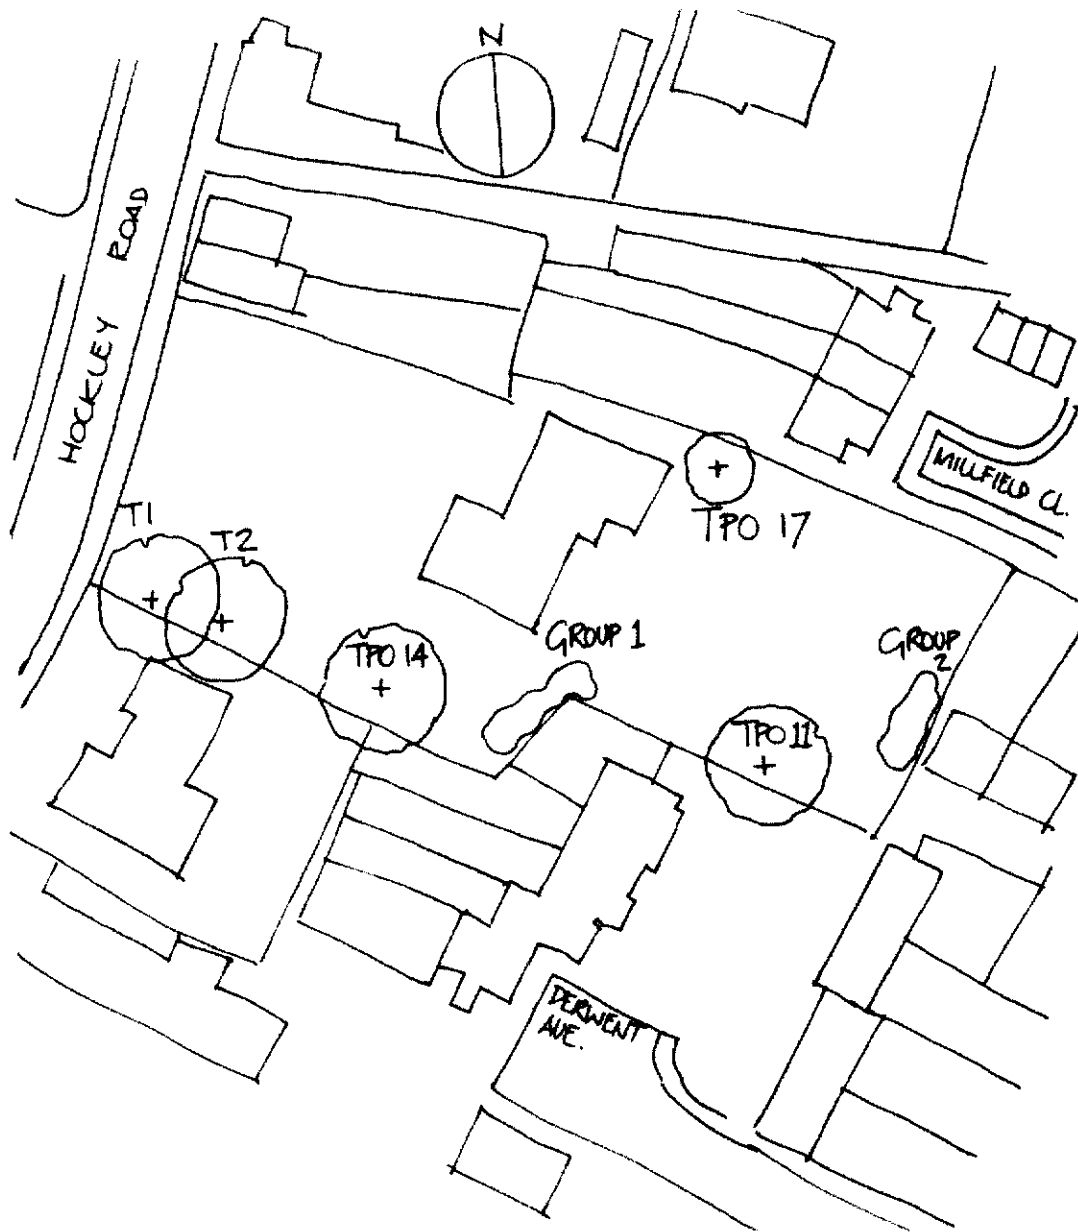 N
HOCKLEY ROAD
MILLFIELD CL.
T1
T2
TPO 17
TPO 14
GROUP 1
GROUP
2
TPO 11
DERWENT
AVE.